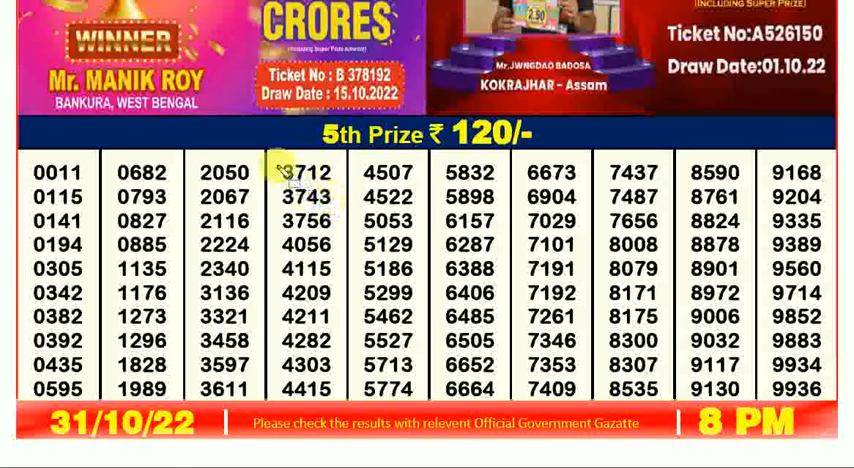 (INCLUDING SUPER PRIZE)
CRORES
(Including Super Prize Amount)
WINNER
2.50
Ticket No:A526150
Mr. MANIK ROY
Ticket No : B 378192
Mr.JWNGDAO BADOSA
Draw Date:01.10.22
BANKURA, WEST BENGAL
Draw Date : 15.10.2022
KOKRAJHAR - Assam
5th Prize ₹ 120/-
0011 0682 2050 3712 4507 5832 6673 7437 8590 9168
0115 0793 2067 3743 4522 5898 6904 7487 8761 9204
0141 0827 2116 3756 5053 6157 7029 7656 8824 9335
0194 0885 2224 4056 5129 6287 7101 8008 8878 9389
0305 1135 2340 4115 5186 6388 7191 8079 8901 9560
0342 1176 3136 4209 5299 6406 7192 8171 8972 9714
0382 1273 3321 4211 5462 6485 7261 8175 9006 9852
0392 1296 3458 4282 5527 6505 7346 8300 9032 9883
0435 1828 3597 4303 5713 6652 7353 8307 9117 9934
0595 1989 3611 4415 5774 6664 7409 8535 9130 9936
31/10/22 | Please check the results with relevent Official Government Gazatte | 8 PM